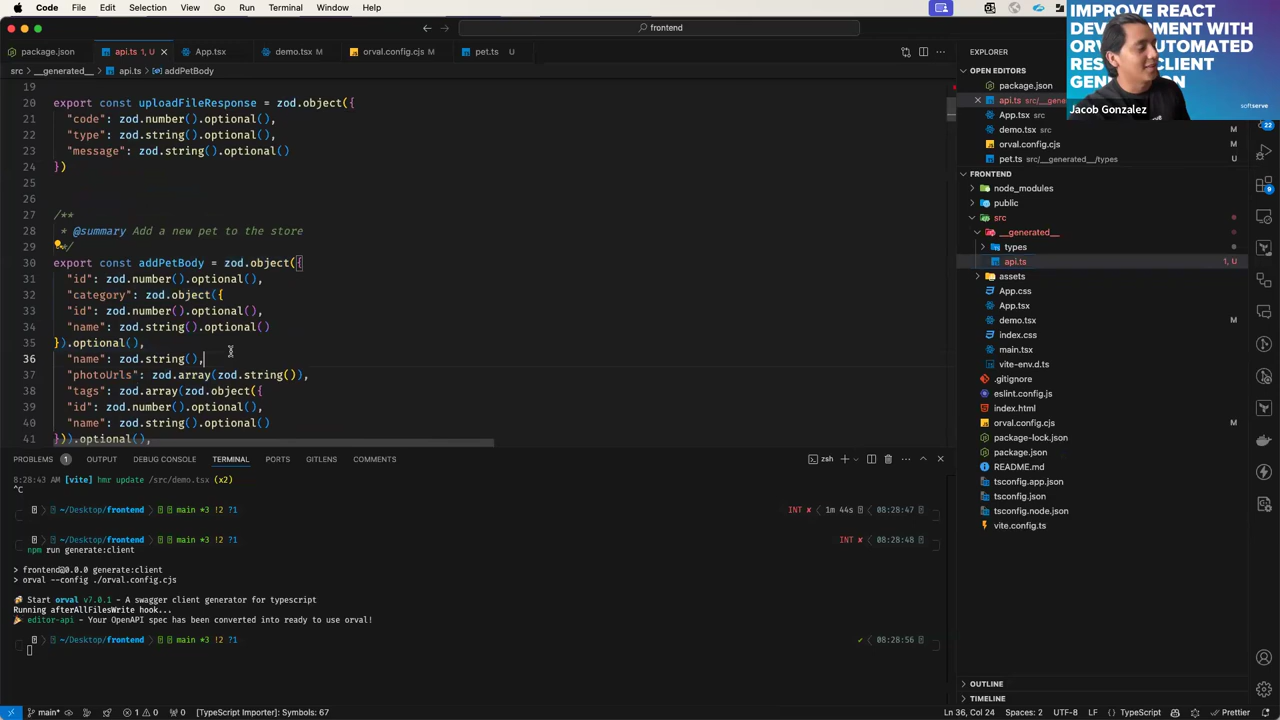 Code File Edit Selection View Go Run Terminal Window Help
frontend
package.json api.ts 1, U App.tsx demo.tsx M orval.config.cjs M pet.ts U
src > __generated__ > api.ts > addPetBody
19
20 export const uploadFileResponse = zod.object({
21 "code": zod.number().optional(),
22 "type": zod.string().optional(),
23 "message": zod.string().optional()
24 })
25
26
27 /**
28 * @summary Add a new pet to the store
29 */
30 export const addPetBody = zod.object({
31 "id": zod.number().optional(),
32 "category": zod.object({
33 "id": zod.number().optional(),
34 "name": zod.string().optional()
35 }).optional(),
36 "name": zod.string(),
37 "photoUrls": zod.array(zod.string()),
38 "tags": zod.array(zod.object({
39 "id": zod.number().optional(),
40 "name": zod.string().optional()
41 })).optional(),
PROBLEMS 1 OUTPUT DEBUG CONSOLE TERMINAL PORTS GITLENS COMMENTS
zsh
8:28:43 AM [vite] hmr update /src/demo.tsx (x2)
^C
~/Desktop/frontend main *3 !2 ?1 INT ✘ 1m 44s 08:28:47
~/Desktop/frontend main *3 !2 ?1 INT ✘ 08:28:48
npm run generate:client
> frontend@0.0.0 generate:client
> orval --config ./orval.config.cjs
🍻 Start orval v7.0.1 - A swagger client generator for typescript
Running afterAllFilesWrite hook...
🎉 editor-api - Your OpenAPI spec has been converted into ready to use orval!
~/Desktop/frontend main *3 !2 ?1 ✔ 08:28:56
EXPLORER
OPEN EDITORS
package.json
api.ts src/__gene
App.tsx src
demo.tsx src M
orval.config.cjs M
pet.ts src/__generated__/types U
FRONTEND
node_modules
public
src
__generated__
types
api.ts 1, U
assets
App.css
App.tsx
demo.tsx M
index.css
main.tsx
vite-env.d.ts
.gitignore
eslint.config.js
index.html
orval.config.cjs M
package-lock.json
package.json
README.md
tsconfig.app.json
tsconfig.json
tsconfig.node.json
vite.config.ts
OUTLINE
TIMELINE
22
9
IMPROVE REACT
DEVELOPMENT WITH
CLIENT
softserve
Jacob Gonzalez
main* 1 0 0 [TypeScript Importer]: Symbols: 67 Ln 36, Col 24 Spaces: 2 UTF-8 LF {} TypeScript Prettier